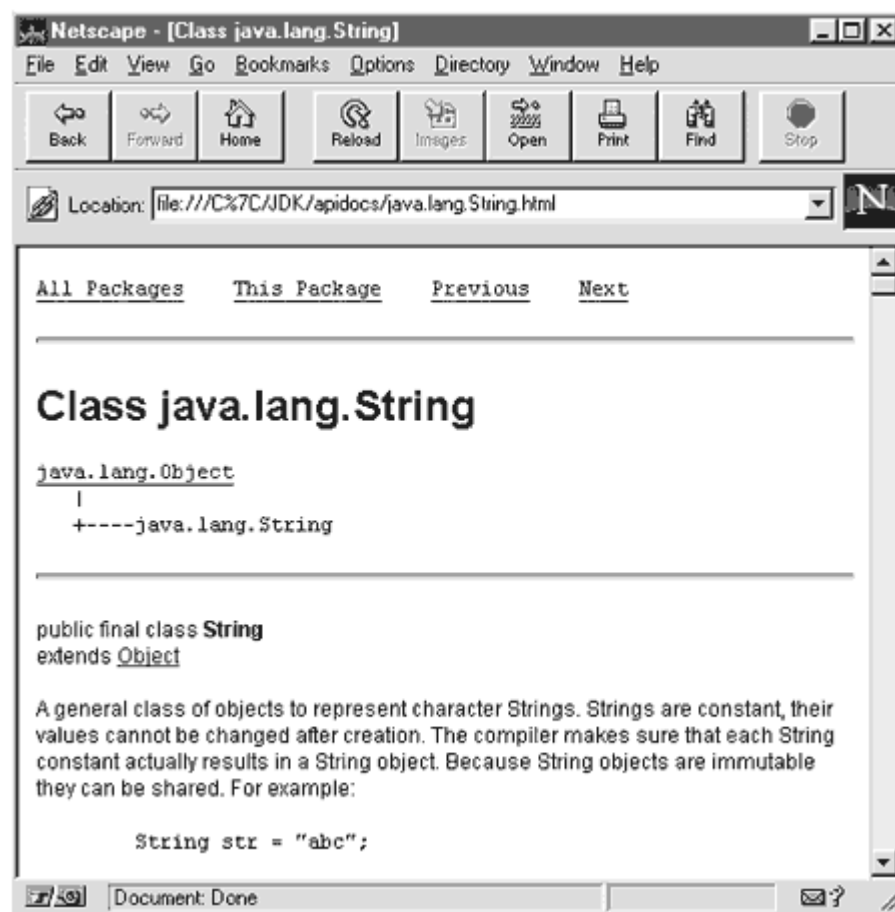 Netscape - [Class java.lang.String]
File Edit View Go Bookmarks Options Directory Window Help
Back Forward Home Reload Images Open Print Find Stop
Location: file:///C%7C/JDK/apidocs/java.lang.String.html
N
All Packages This Package Previous Next
Class java.lang.String
java.lang.Object
|
+----java.lang.String
public final class String
extends Object
A general class of objects to represent character Strings. Strings are constant, their
values cannot be changed after creation. The compiler makes sure that each String
constant actually results in a String object. Because String objects are immutable
they can be shared. For example:
String str = "abc";
Document: Done
?